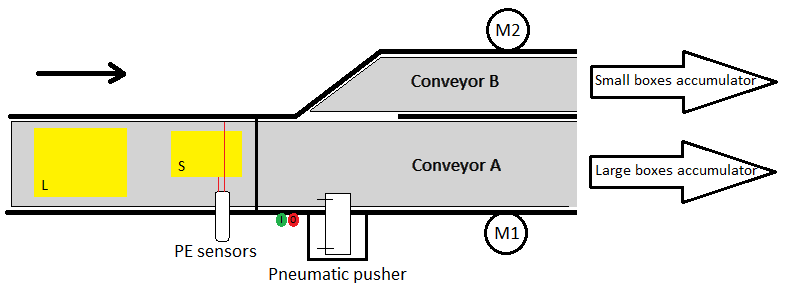 M2
Conveyor B
Small boxes accumulator
S
L
Conveyor A
Large boxes accumulator
I
O
M1
PE sensors
Pneumatic pusher